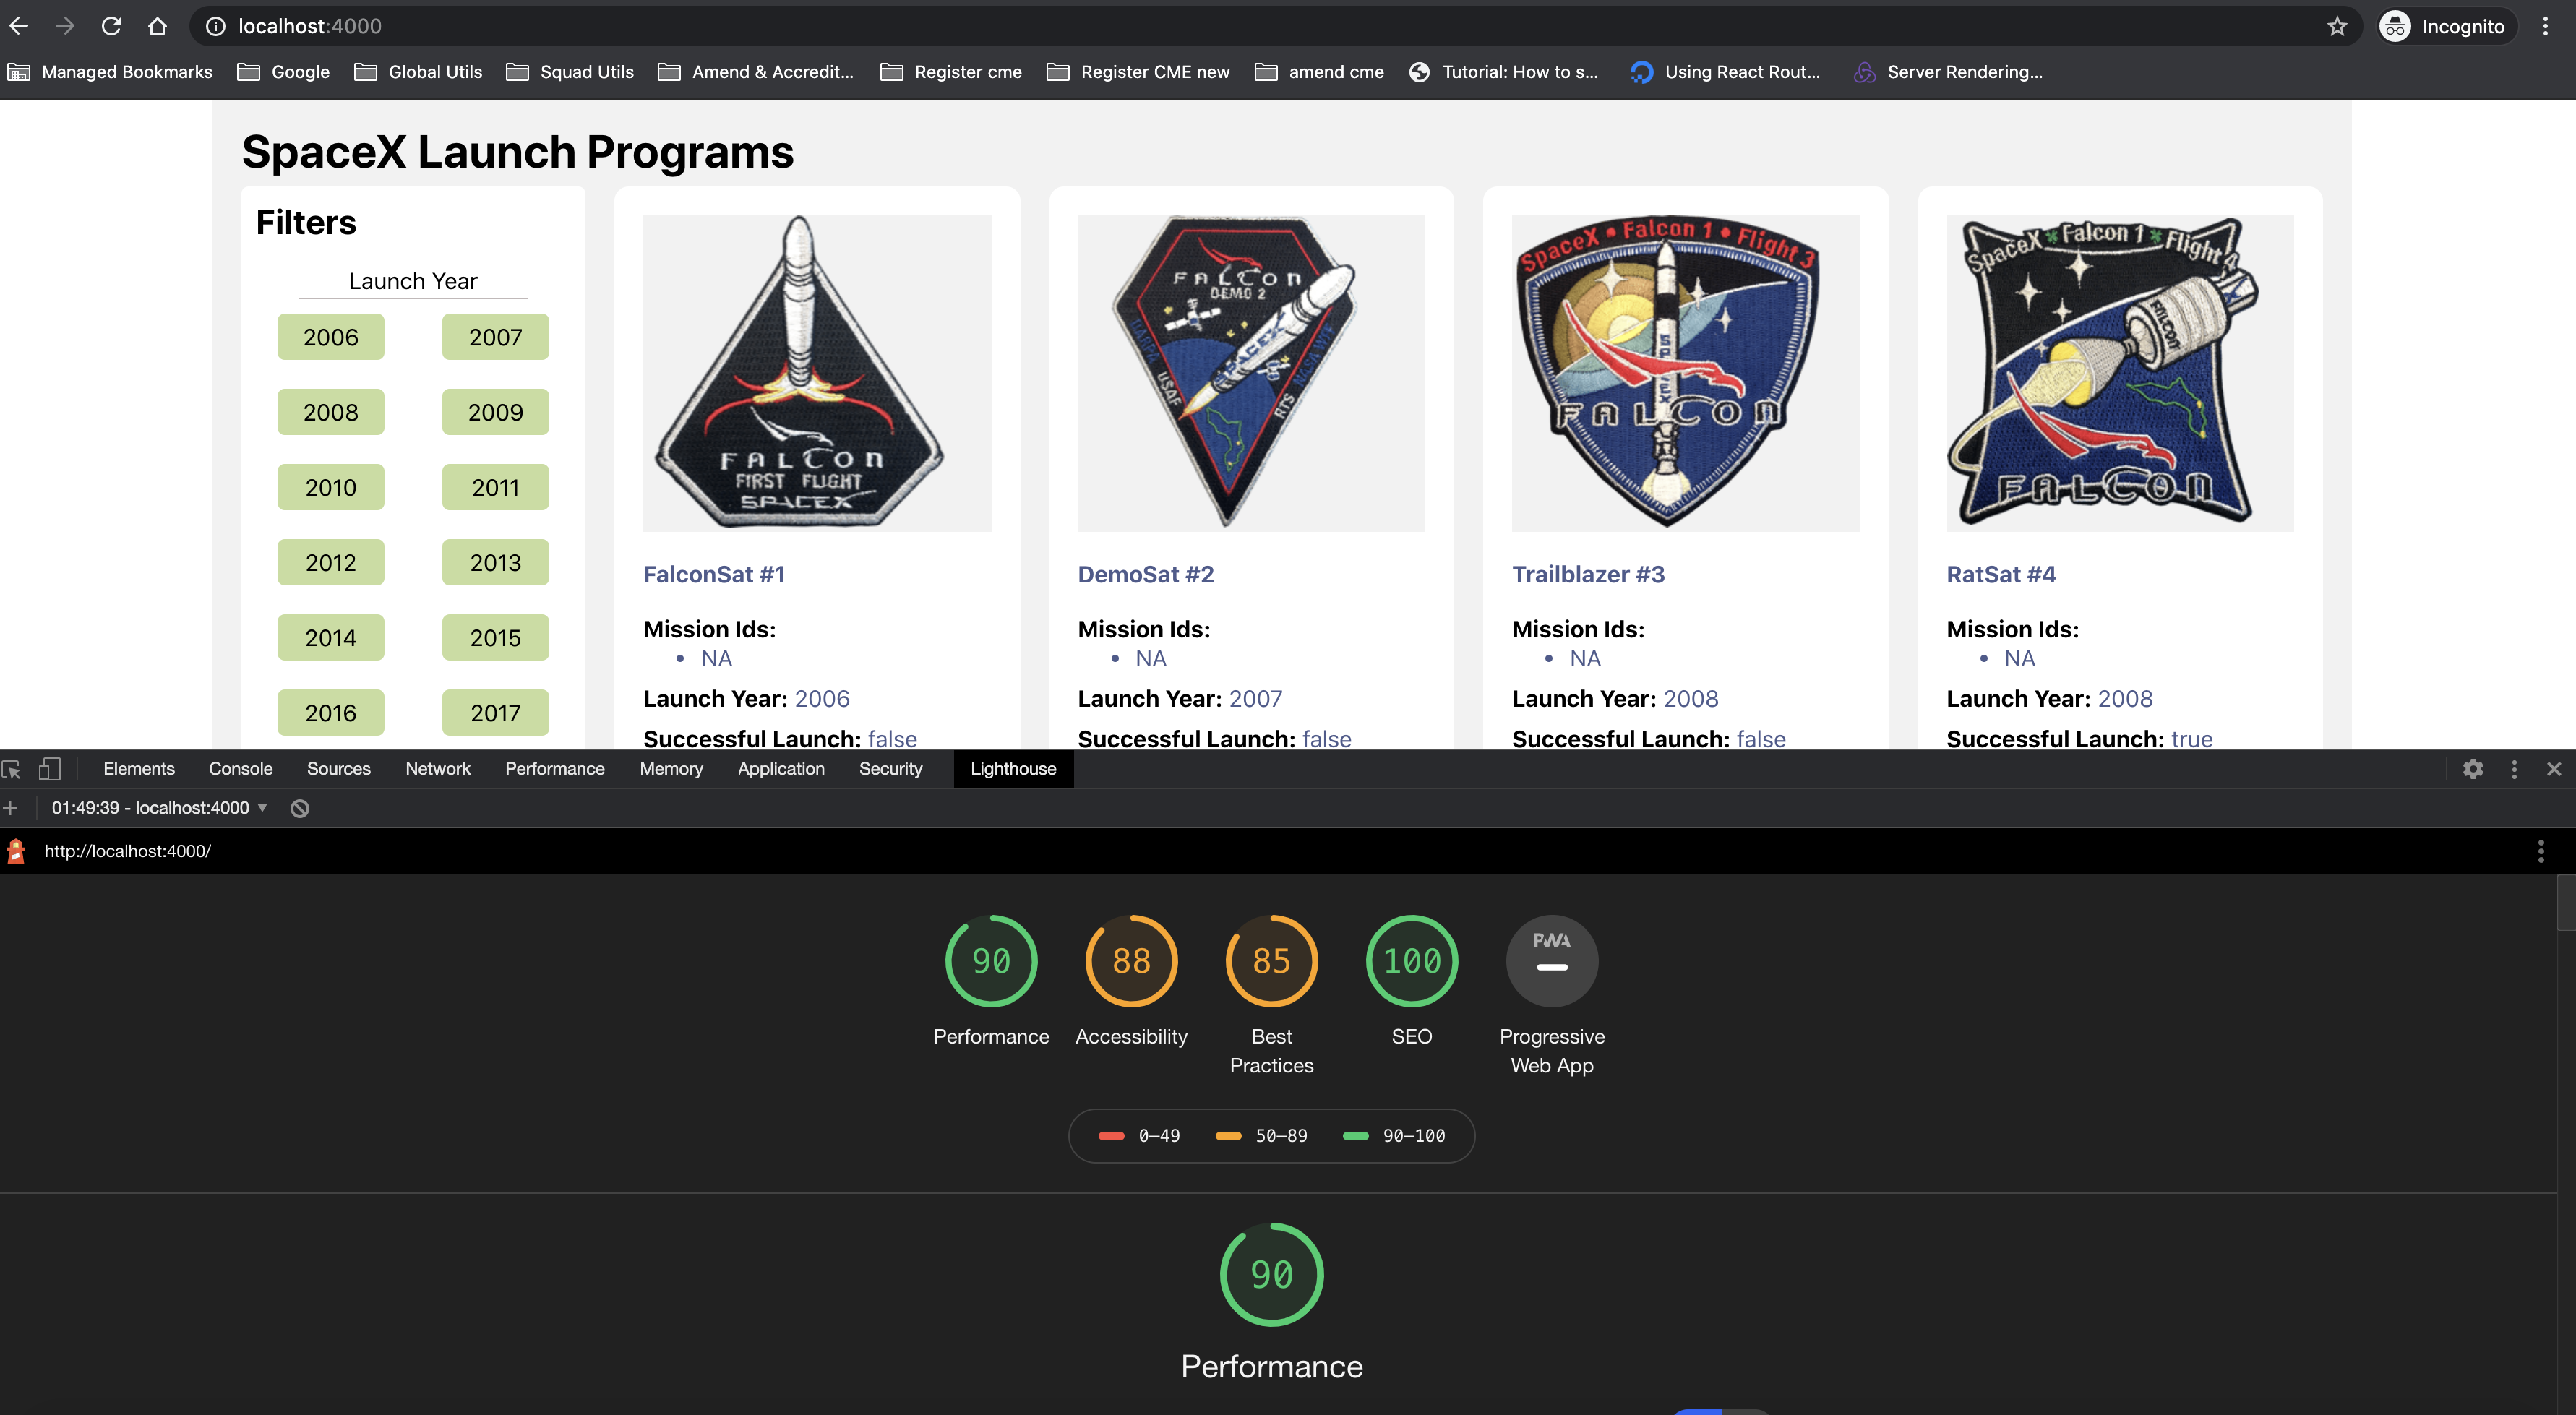 localhost:4000
Incognito
Managed Bookmarks
Google
Global Utils
Squad Utils
Amend & Accredit...
Register cme
Register CME new
amend cme
Tutorial: How to s...
Using React Rout...
Server Rendering...
SpaceX Launch Programs
Filters
Launch Year
2006 2007
2008 2009
2010 2011
2012 2013
2014 2015
2016 2017
FALCON
FIRST FLIGHT
SPACEX
FalconSat #1
Mission Ids:
• NA
Launch Year: 2006
Successful Launch: false
FALCON
DEMO 2
SPACEX
USAF
RTS
DemoSat #2
Mission Ids:
• NA
Launch Year: 2007
Successful Launch: false
SpaceX • Falcon 1 • Flight 3
SPACEX
FALCON
Trailblazer #3
Mission Ids:
• NA
Launch Year: 2008
Successful Launch: false
SpaceX Falcon 1 Flight 4
FALCON
FALCON
RatSat #4
Mission Ids:
• NA
Launch Year: 2008
Successful Launch: true
Elements Console Sources Network Performance Memory Application Security Lighthouse
01:49:39 - localhost:4000
http://localhost:4000/
90 88 85 100 PWA
Performance
Accessibility
Best
Practices
SEO
Progressive
Web App
0–49 50–89 90–100
90
Performance